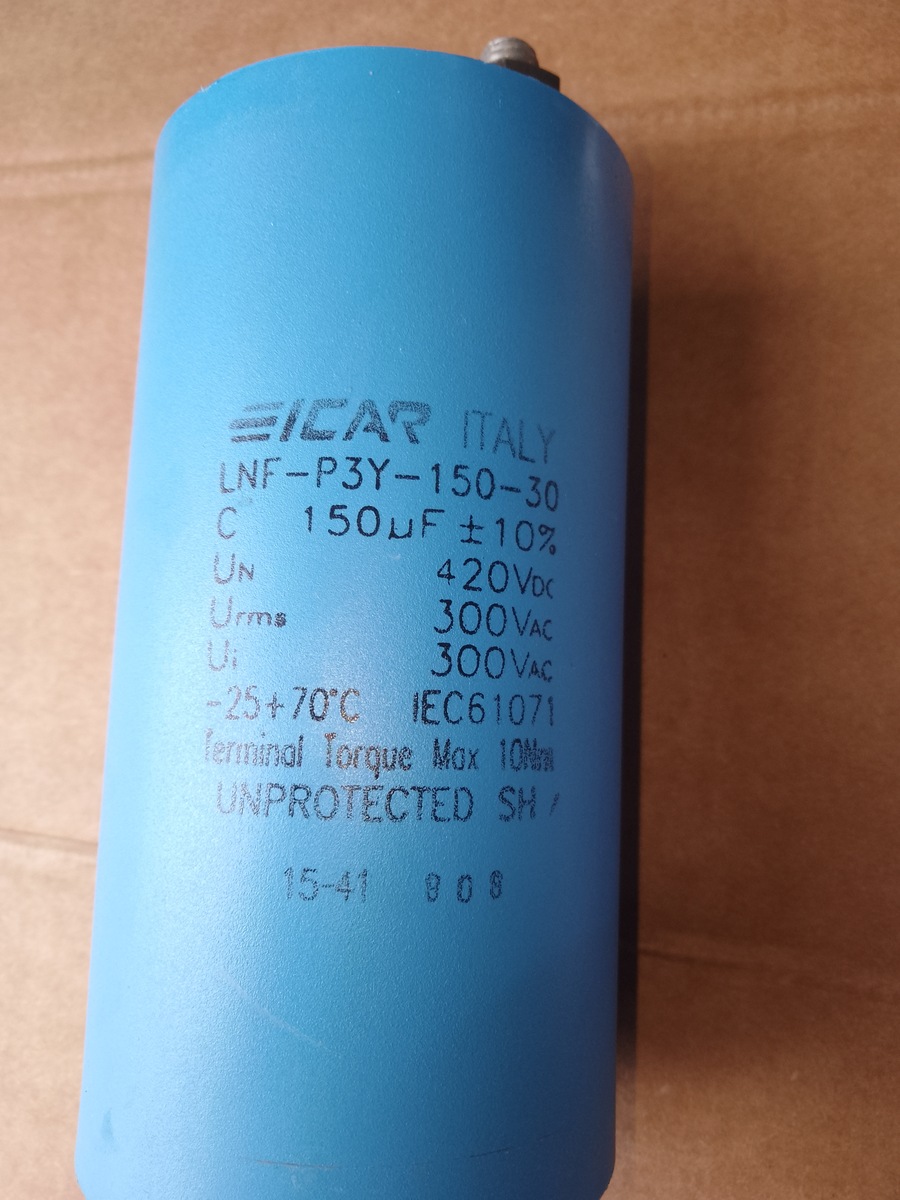 ICAR ITALY
LNF-P3Y-150-30
C 150µF ±10%
UN 420VDC
Urms 300VAC
Ui 300VAC
-25+70°C IEC61071
Terminal Torque Max 10Nm
UNPROTECTED SH
15-41 908